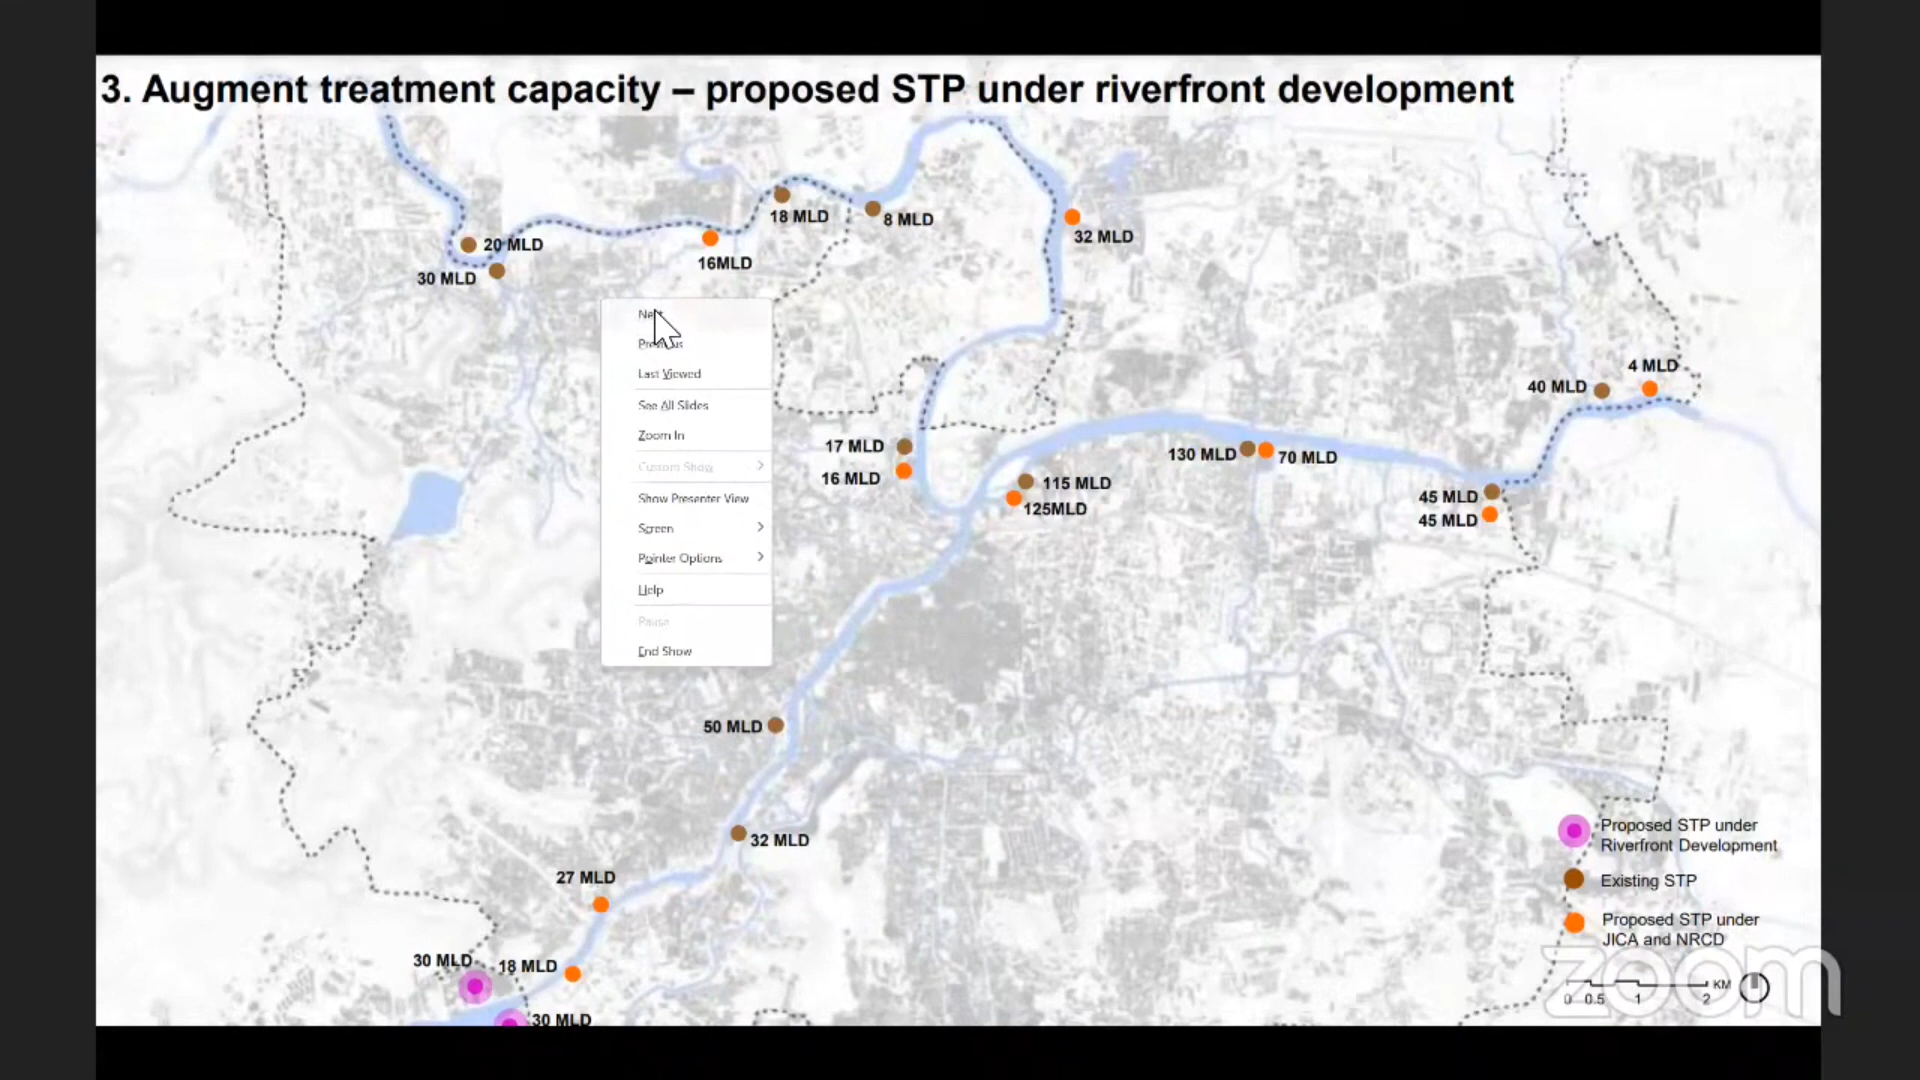 3. Augment treatment capacity – proposed STP under riverfront development
18 MLD
8 MLD
32 MLD
20 MLD
16MLD
30 MLD
Previous
Last Viewed
See All Slides
Zoom In
Custom Show
Show Presenter View
Screen
Pointer Options
Help
Pause
End Show
4 MLD
40 MLD
17 MLD
16 MLD
130 MLD
70 MLD
115 MLD
125MLD
45 MLD
45 MLD
50 MLD
32 MLD
27 MLD
30 MLD
18 MLD
30 MLD
Proposed STP under
Riverfront Development
Existing STP
Proposed STP under
JICA and NRCD
KM
0 0.5 1 2
zoom